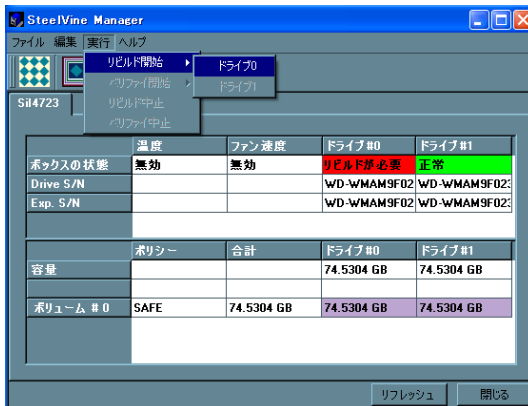 SteelVine Manager
ファイル 編集 実行 ヘルプ
リビルド開始 ドライブ0
ベリファイ開始 ドライブ1
リビルド中止
ベリファイ中止
SiI4723
温度 ファン速度 ドライブ#0 ドライブ#1
ボックスの状態 無効 無効 リビルドが必要 正常
Drive S/N WD-WMAM9F02 WD-WMAM9F023
Exp. S/N WD-WMAM9F02 WD-WMAM9F023
ポリシー 合計 ドライブ#0 ドライブ#1
容量 74.5304 GB 74.5304 GB
ボリューム #0 SAFE 74.5304 GB 74.5304 GB 74.5304 GB
リフレッシュ 閉じる